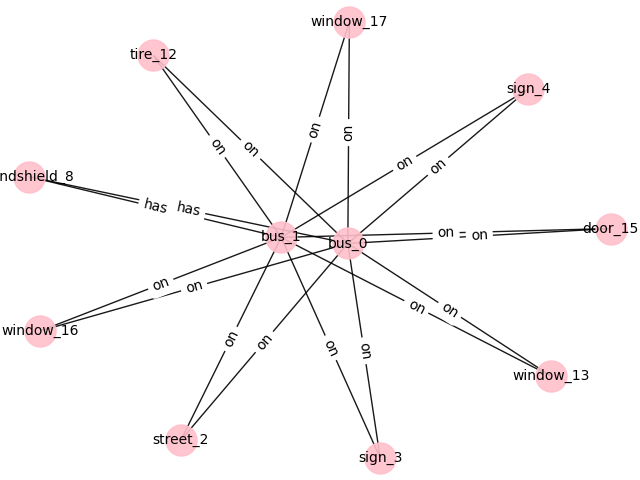 window_17
tire_12
sign_4
on
on
on
on
on
on
ndshield_8
has
has
door_15
on
on
bus_1
bus_0
on
on
on
on
window_16
on
on
on
on
window_13
street_2
sign_3